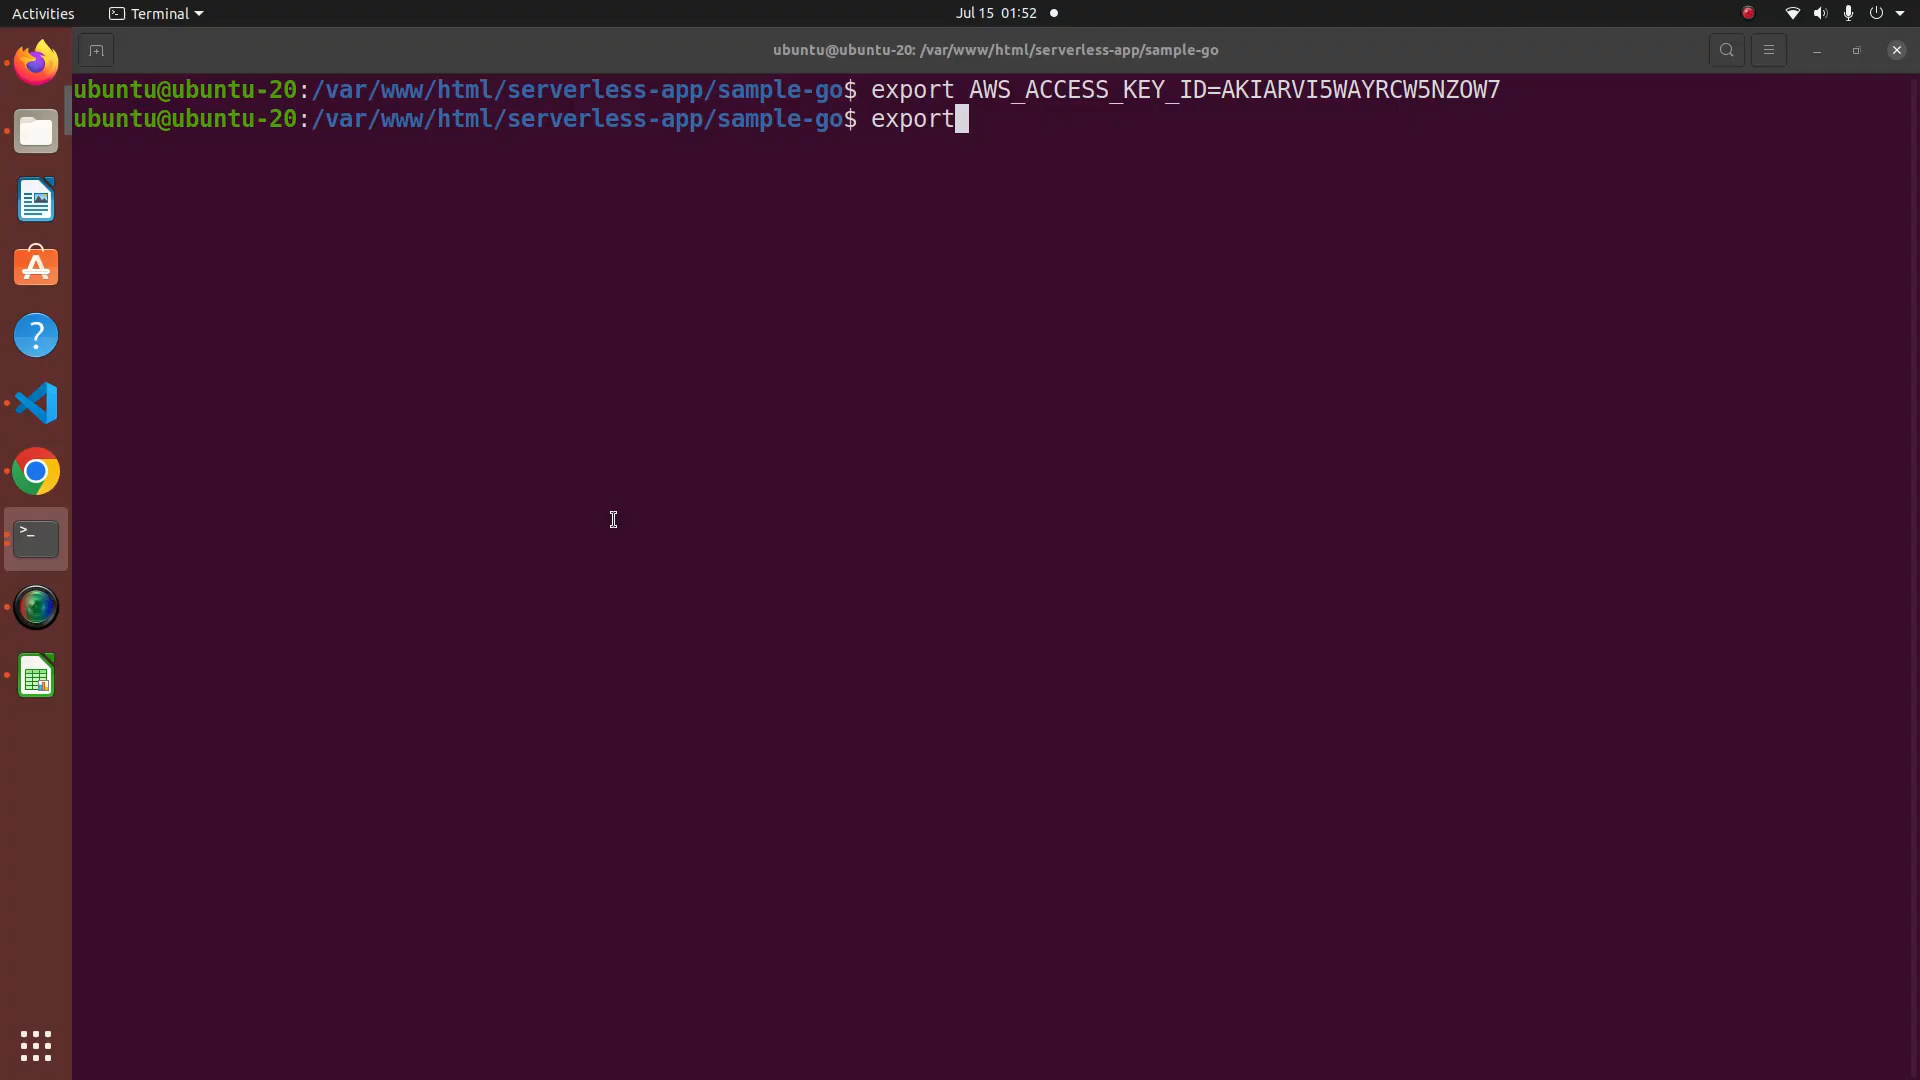 Activities Terminal Jul 15 01:52
ubuntu@ubuntu-20: /var/www/html/serverless-app/sample-go
ubuntu@ubuntu-20:/var/www/html/serverless-app/sample-go$ export AWS_ACCESS_KEY_ID=AKIARVI5WAYRCW5NZOW7
ubuntu@ubuntu-20:/var/www/html/serverless-app/sample-go$ export